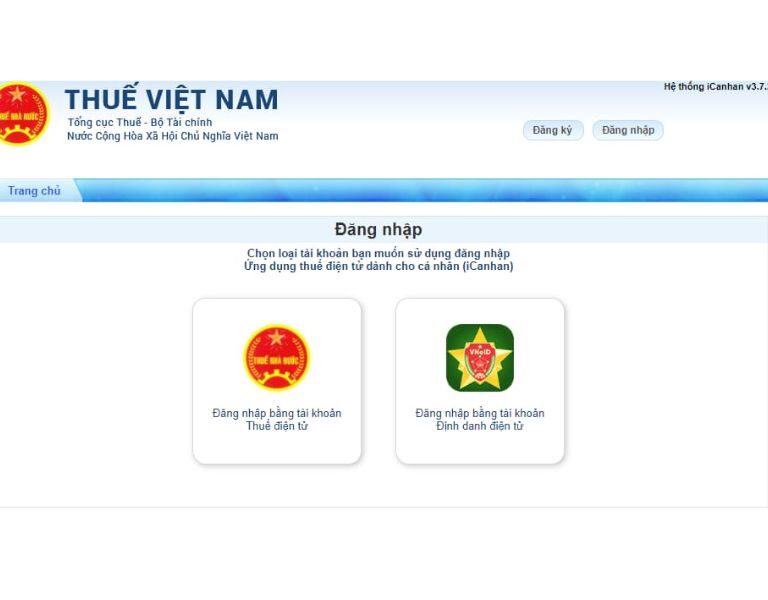 Hệ thống iCanhan v3.7.
THUẾ VIỆT NAM
THUẾ NHÀ NƯỚC
Tổng cục Thuế - Bộ Tài chính
Nước Cộng Hòa Xã Hội Chủ Nghĩa Việt Nam
Đăng ký
Đăng nhập
Trang chủ
Đăng nhập
Chọn loại tài khoản bạn muốn sử dụng đăng nhập
Ứng dụng thuế điện tử dành cho cá nhân (iCanhan)
THUẾ NHÀ NƯỚC
Đăng nhập bằng tài khoản
Thuế điện tử
VNeID
Đăng nhập bằng tài khoản
Định danh điện tử